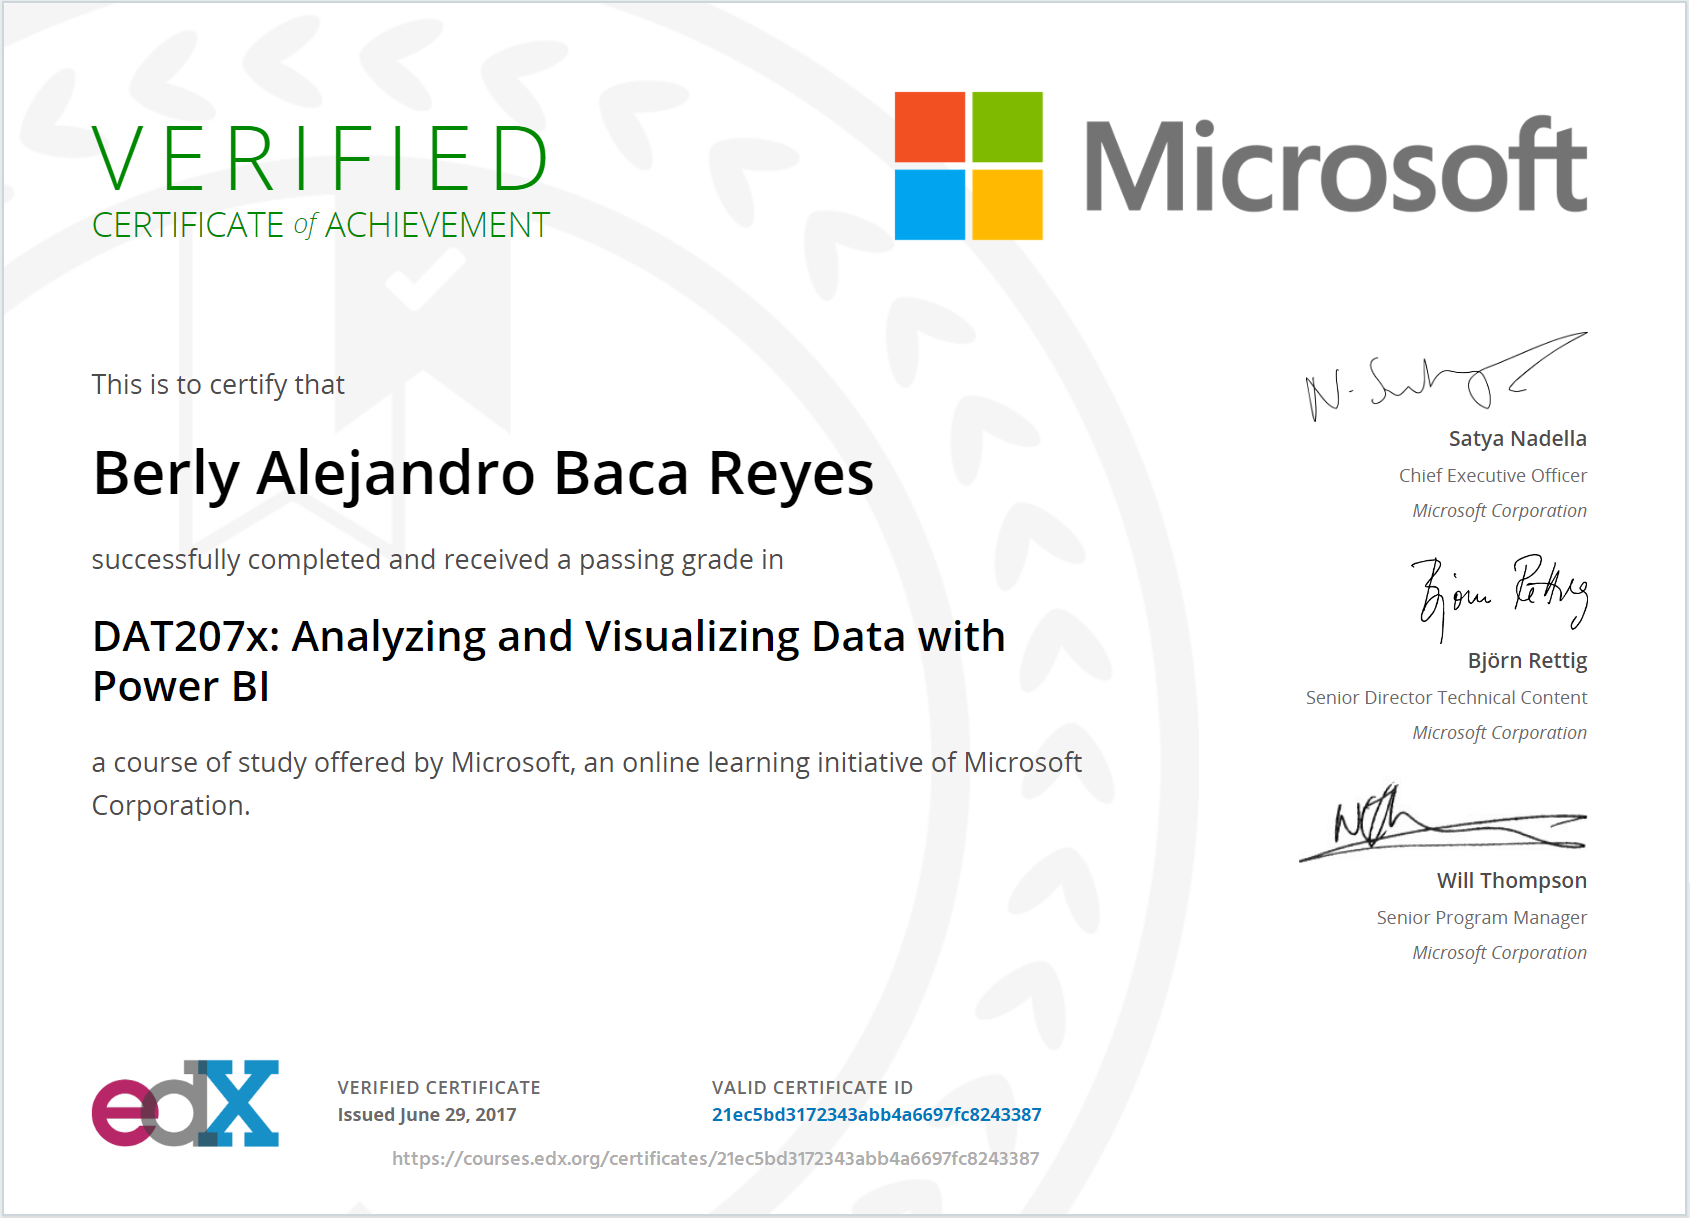 VERIFIED
CERTIFICATE of ACHIEVEMENT
Microsoft
This is to certify that
Berly Alejandro Baca Reyes
successfully completed and received a passing grade in
DAT207x: Analyzing and Visualizing Data with
Power BI
a course of study offered by Microsoft, an online learning initiative of Microsoft
Corporation.
Satya Nadella
Chief Executive Officer
Microsoft Corporation
Björn Rettig
Björn Rettig
Senior Director Technical Content
Microsoft Corporation
Will Thompson
Senior Program Manager
Microsoft Corporation
edX
VERIFIED CERTIFICATE
Issued June 29, 2017
VALID CERTIFICATE ID
21ec5bd3172343abb4a6697fc8243387
https://courses.edx.org/certificates/21ec5bd3172343abb4a6697fc8243387